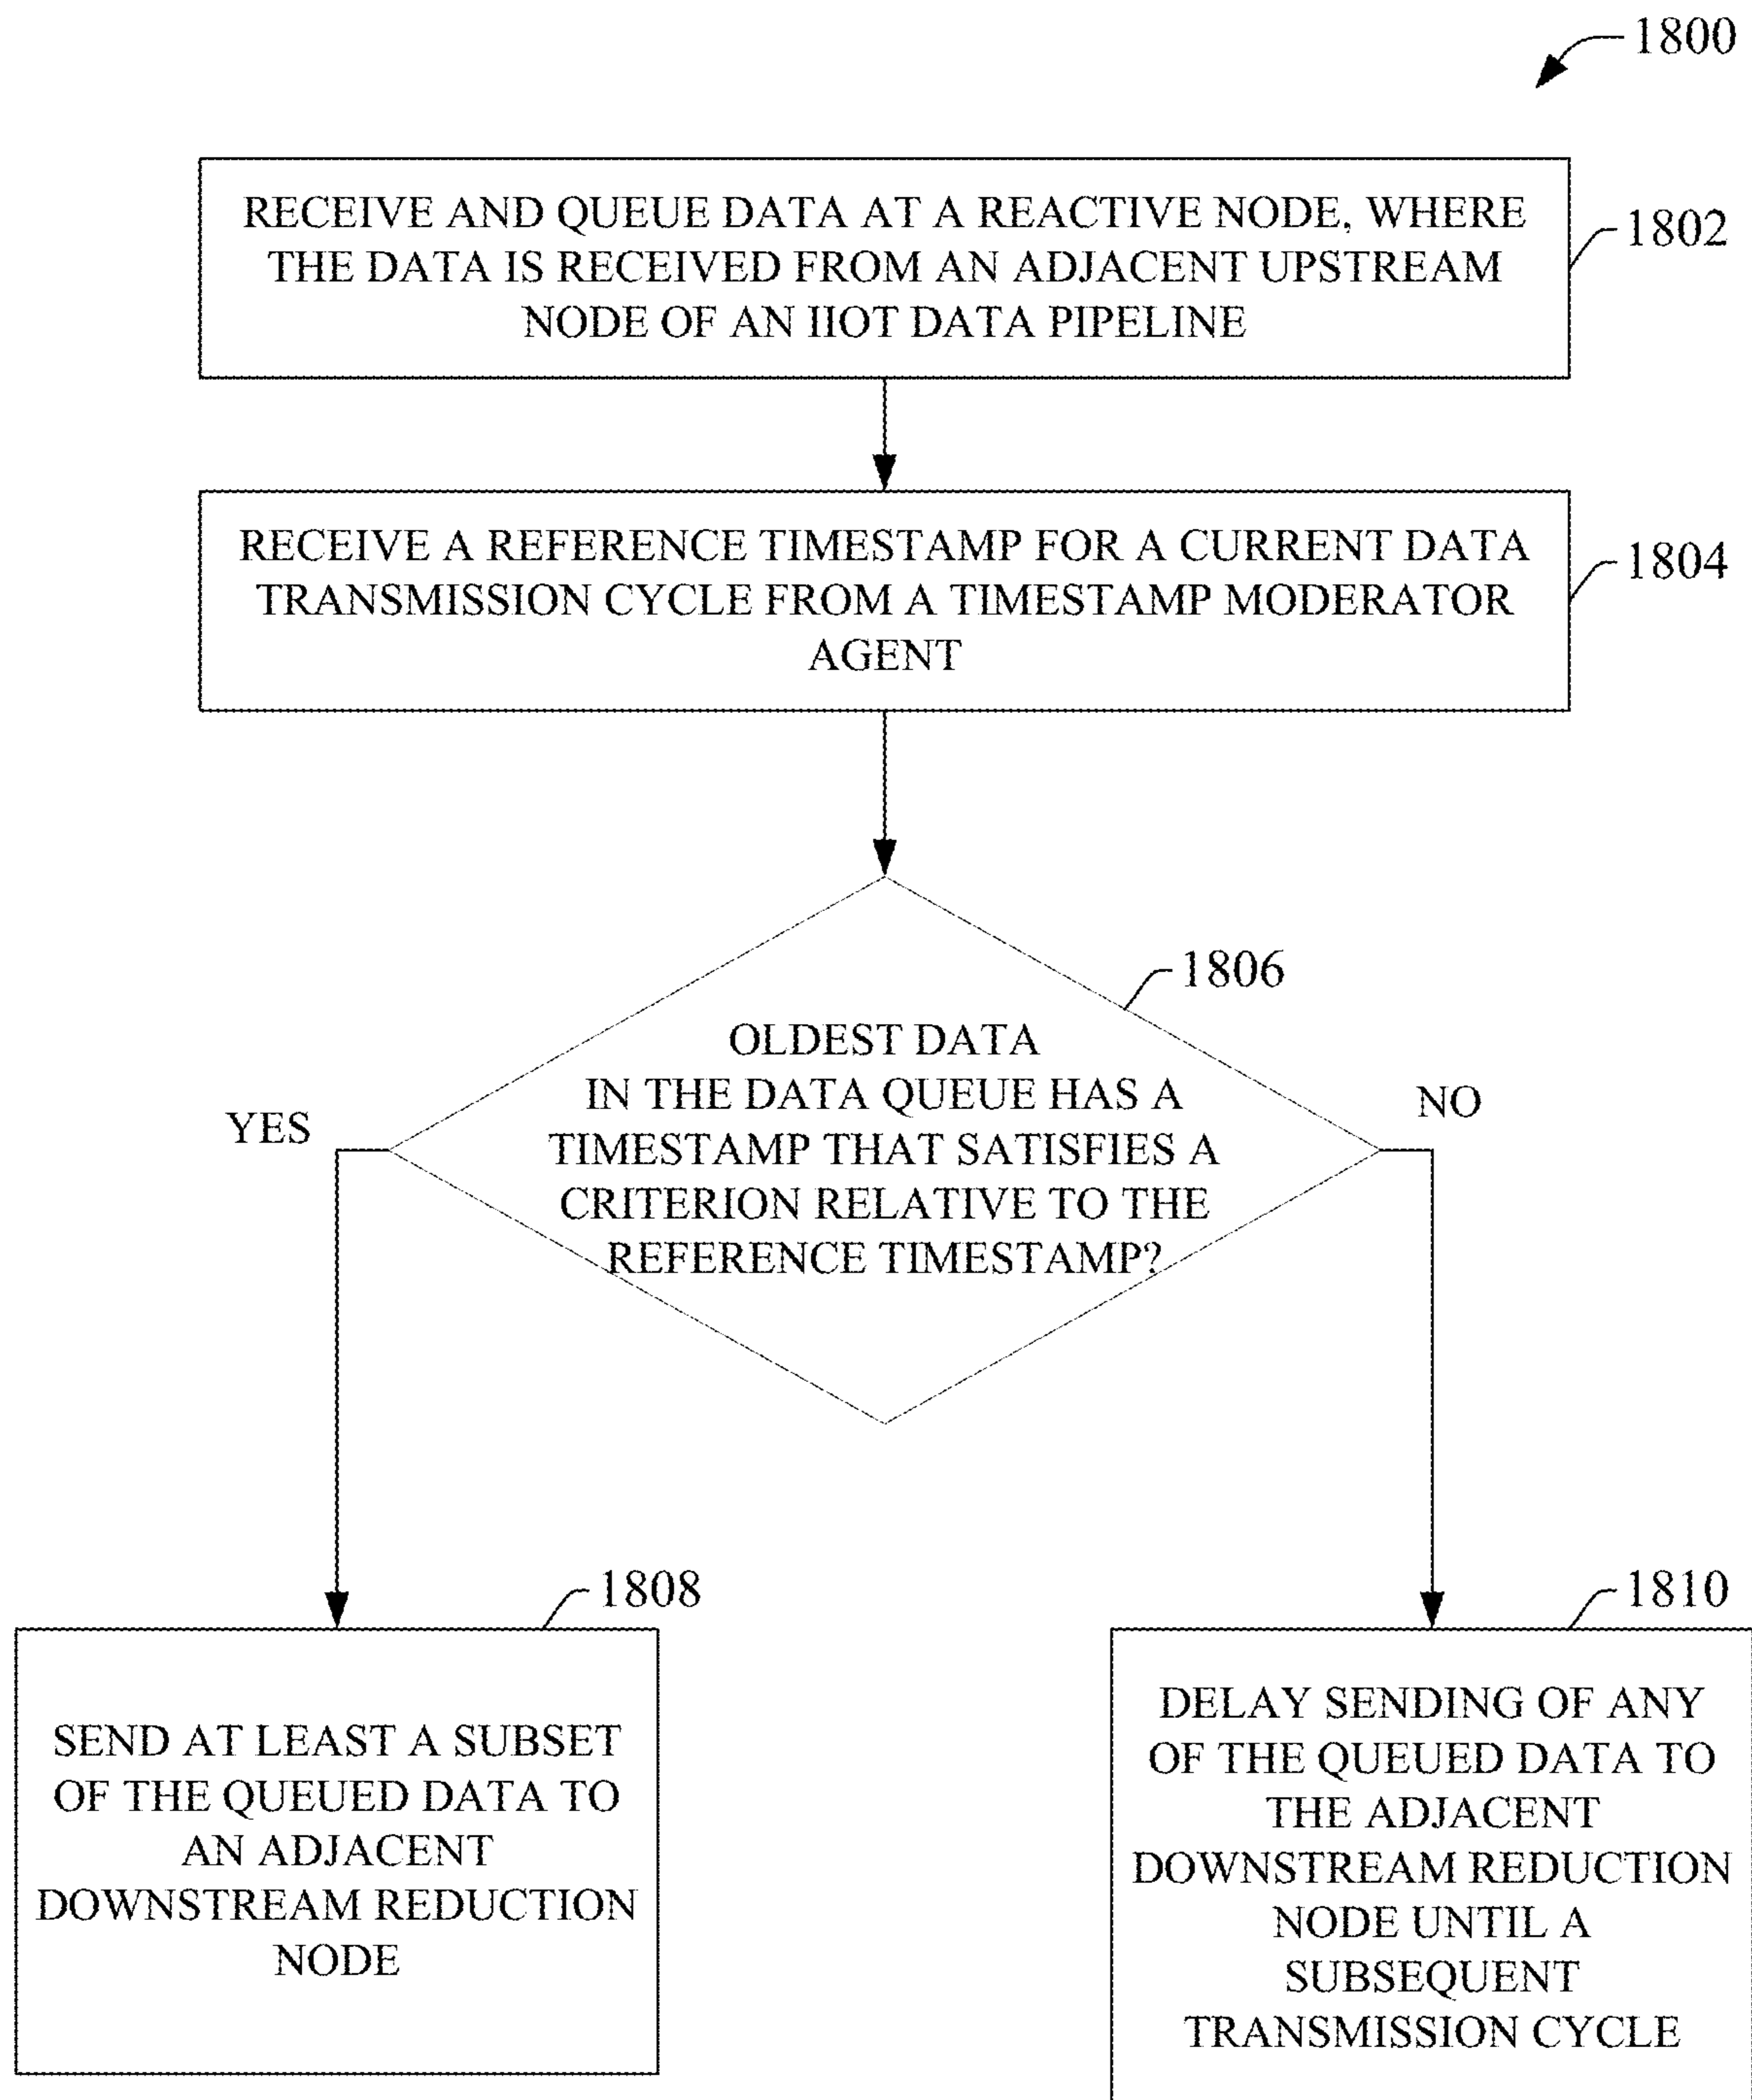 1800
RECEIVE AND QUEUE DATA AT A REACTIVE NODE, WHERE
THE DATA IS RECEIVED FROM AN ADJACENT UPSTREAM
NODE OF AN IIOT DATA PIPELINE
1802
RECEIVE A REFERENCE TIMESTAMP FOR A CURRENT DATA
TRANSMISSION CYCLE FROM A TIMESTAMP MODERATOR
AGENT
1804
1806
OLDEST DATA
IN THE DATA QUEUE HAS A
TIMESTAMP THAT SATISFIES A
CRITERION RELATIVE TO THE
REFERENCE TIMESTAMP?
YES
NO
1808
SEND AT LEAST A SUBSET
OF THE QUEUED DATA TO
AN ADJACENT
DOWNSTREAM REDUCTION
NODE
1810
DELAY SENDING OF ANY
OF THE QUEUED DATA TO
THE ADJACENT
DOWNSTREAM REDUCTION
NODE UNTIL A
SUBSEQUENT
TRANSMISSION CYCLE